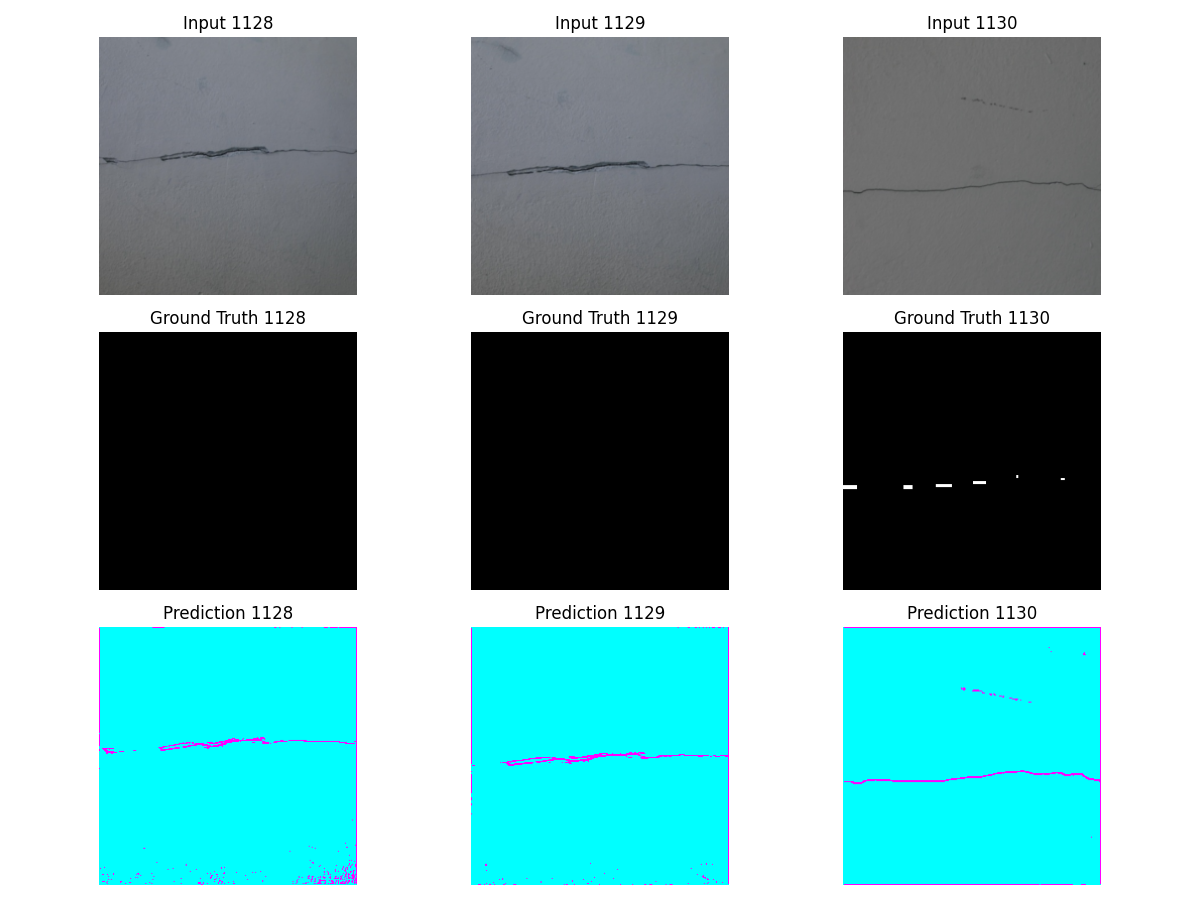 Input 1128
Input 1129
Input 1130
Ground Truth 1128
Ground Truth 1129
Ground Truth 1130
Prediction 1128
Prediction 1129
Prediction 1130